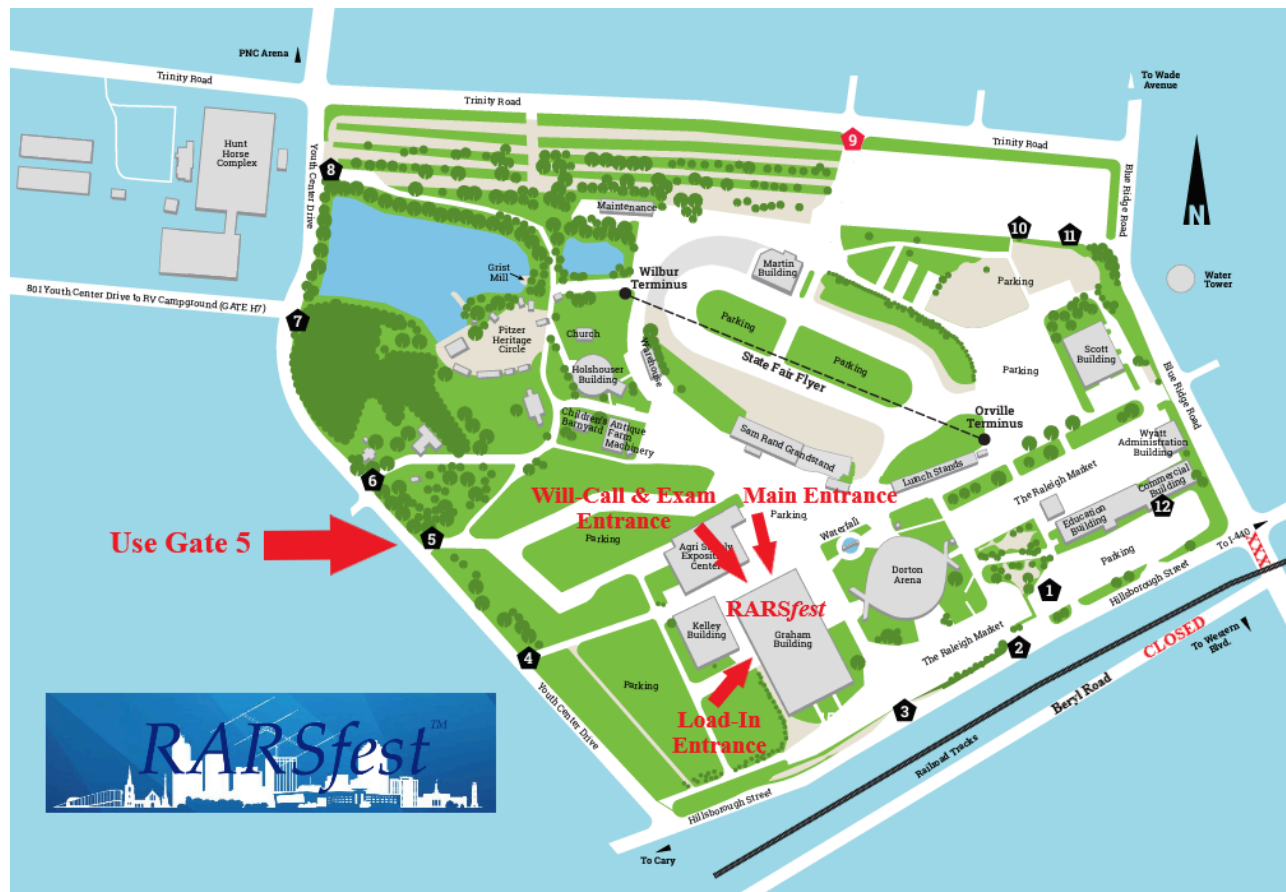 PNC Arena
Trinity Road
Trinity Road
Trinity Road
To Wade
Avenue
Hunt
Horse
Complex
Youth Center Drive
8
9
Blue Ridge Road
N
Maintenance
10
11
Martin
Building
Grist
Mill
Wilbur
Terminus
Parking
Water
Tower
801 Youth Center Drive to RV Campground (GATE H7)
7
Pitzer
Heritage
Circle
Church
Holshouser
Building
Warehouse
Parking
Parking
State Fair Flyer
Parking
Scott
Building
Blue Ridge Road
Orville
Terminus
Children's
Barnyard
Antique
Farm
Machinery
Sam Rand Grandstand
Lunch Stands
Wyatt
Administration
Building
Commercial
Building
The Raleigh Market
Education
Building
12
6
Will-Call & Exam
Entrance
Main Entrance
Parking
Waterfall
Use Gate 5
5
Parking
Agri Supply
Exposition
Center
Dorton
Arena
Parking
To I-440
XXX
Hillsborough Street
1
RARSfest
Kelley
Building
Graham
Building
The Raleigh Market
2
CLOSED
To Western
Blvd.
4
Parking
Youth Center Drive
Load-In
Entrance
3
Beryl Road
Railroad Tracks
RARSfest™
Hillsborough Street
To Cary